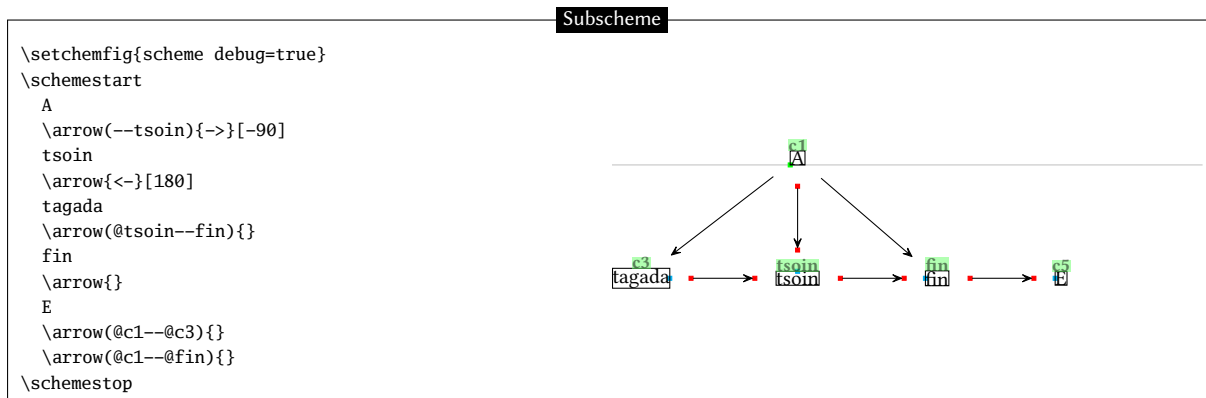 Subscheme
\setchemfig{scheme debug=true}
\schemestart
A
\arrow(--tsoin){->}[-90]
tsoin
\arrow{<-}[180]
tagada
\arrow(@tsoin--fin){}
fin
\arrow{}
E
\arrow(@c1--@c3){}
\arrow(@c1--@fin){}
\schemestop
c1
A
c3 tsoin fin c5
tagada tsoin fin E